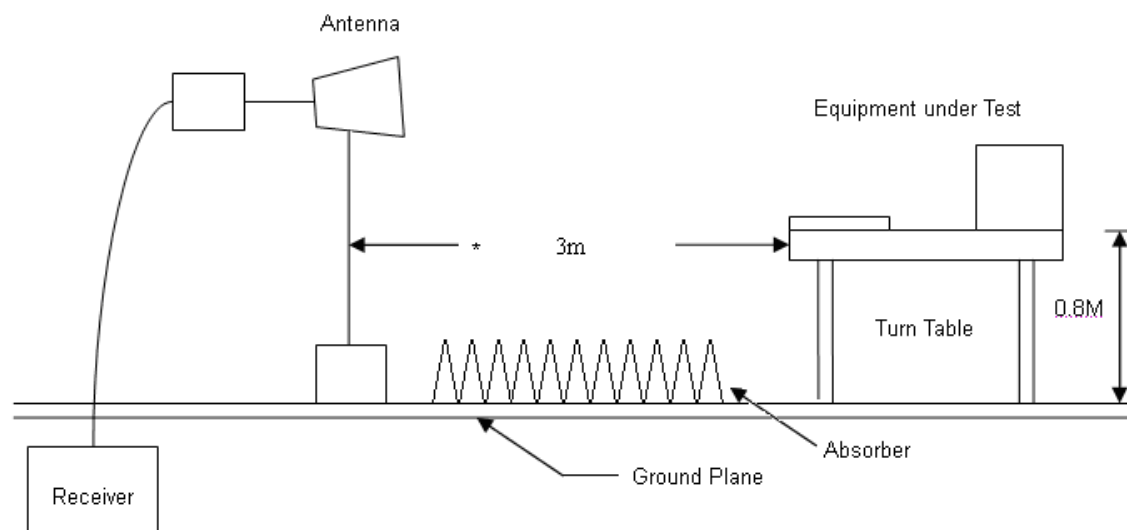 Antenna
Equipment under Test
* 3m
0.8M
Turn Table
Absorber
Ground Plane
Receiver